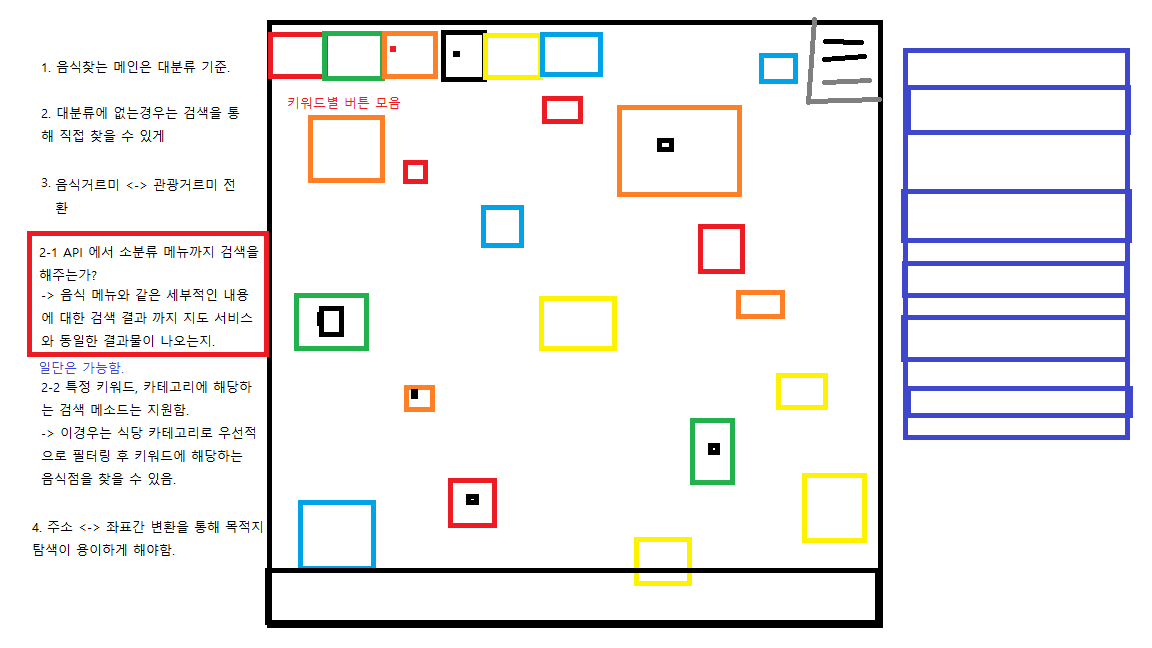 1. 음식찾는 메인은 대분류 기준.
2. 대분류에 없는경우는 검색을 통
해 직접 찾을 수 있게
3. 음식거르미 <-> 관광거르미 전
환
2-1 API 에서 소분류 메뉴까지 검색을
해주는가?
-> 음식 메뉴와 같은 세부적인 내용
에 대한 검색 결과 까지 지도 서비스
와 동일한 결과물이 나오는지.
일단은 가능함.
2-2 특정 키워드, 카테고리에 해당하
는 검색 메소드는 지원함.
-> 이경우는 식당 카테고리로 우선적
으로 필터링 후 키워드에 해당하는
음식점을 찾을 수 있음.
4. 주소 <-> 좌표간 변환을 통해 목적지
탐색이 용이하게 해야함.
키워드별 버튼 모음